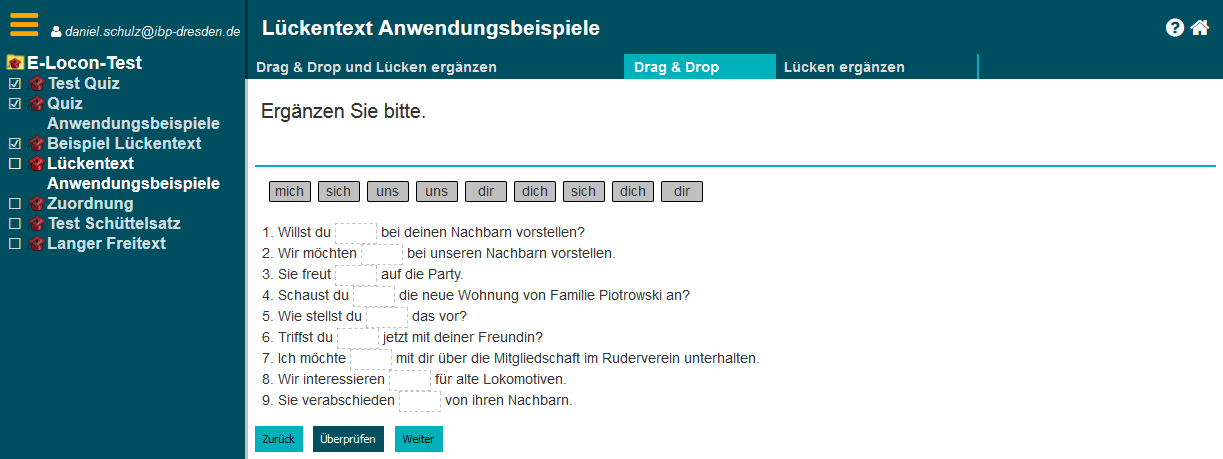 daniel.schulz@ibp-dresden.de
Lückentext Anwendungsbeispiele
E-Locon-Test
Test Quiz
Quiz
Anwendungsbeispiele
Beispiel Lückentext
Lückentext
Anwendungsbeispiele
Zuordnung
Test Schüttelsatz
Langer Freitext
Drag & Drop und Lücken ergänzen Drag & Drop Lücken ergänzen
Ergänzen Sie bitte.
mich sich uns uns dir dich sich dich dir
1. Willst du bei deinen Nachbarn vorstellen?
2. Wir möchten bei unseren Nachbarn vorstellen.
3. Sie freut auf die Party.
4. Schaust du die neue Wohnung von Familie Piotrowski an?
5. Wie stellst du das vor?
6. Triffst du jetzt mit deiner Freundin?
7. Ich möchte mit dir über die Mitgliedschaft im Ruderverein unterhalten.
8. Wir interessieren für alte Lokomotiven.
9. Sie verabschieden von ihren Nachbarn.
Zurück Überprüfen Weiter